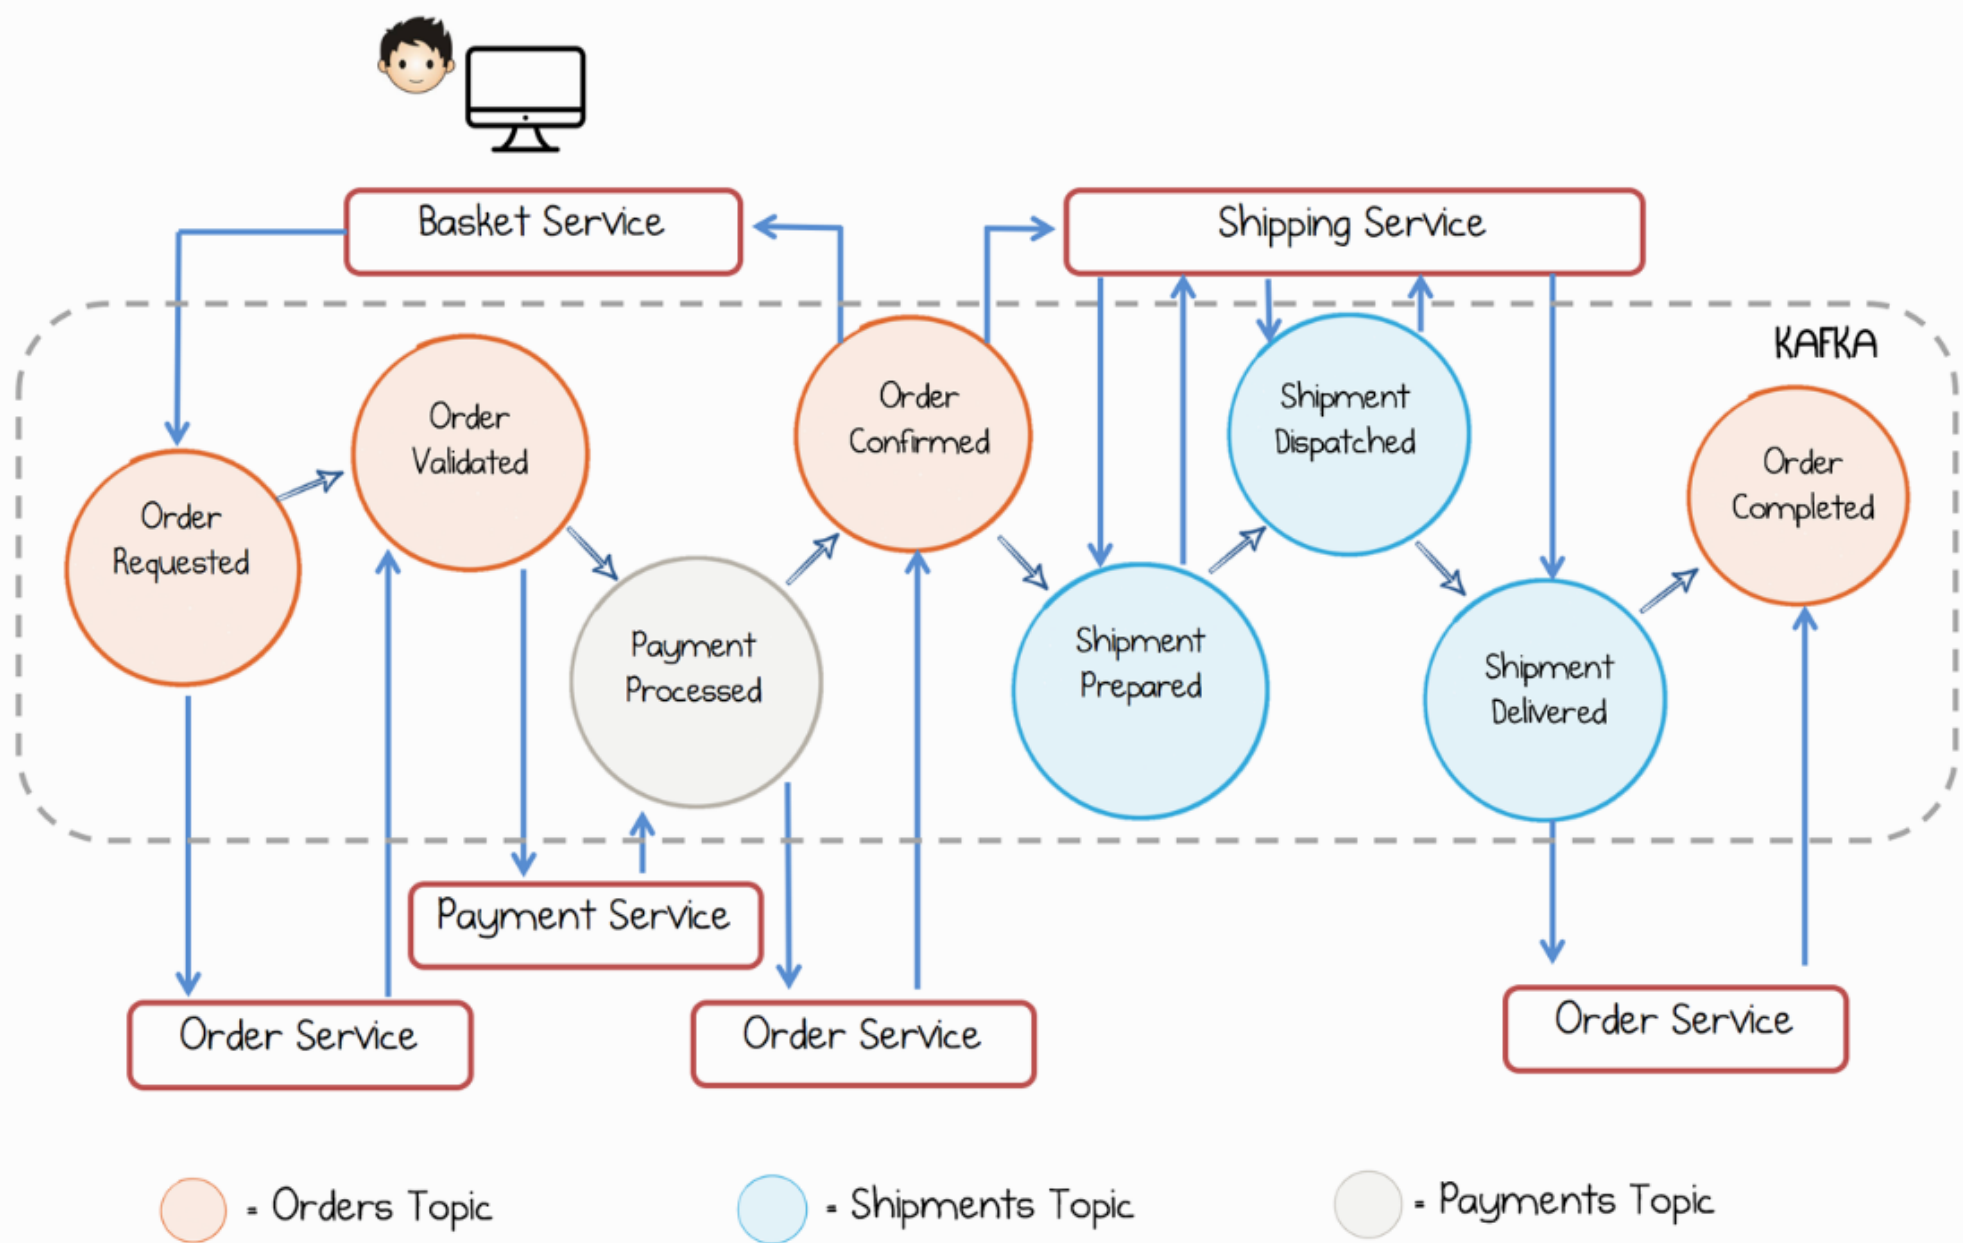 Basket Service
Shipping Service
KAFKA
Order
Requested
Order
Validated
Payment
Processed
Order
Confirmed
Shipment
Prepared
Shipment
Dispatched
Shipment
Delivered
Order
Completed
Payment Service
Order Service
Order Service
Order Service
= Orders Topic
= Shipments Topic
= Payments Topic